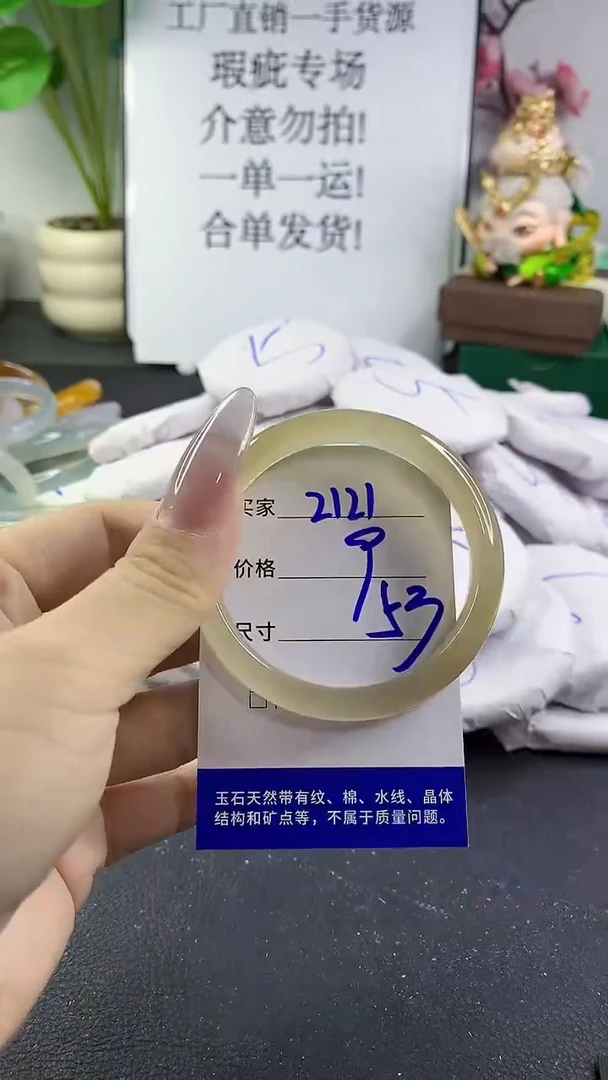 工厂直销一手货源
瑕疵专场
介意勿拍!
一单一运!
合单发货!
买家 2121
价格 9
尺寸 53
玉石天然带有纹、棉、水线、晶体
结构和矿点等，不属于质量问题。